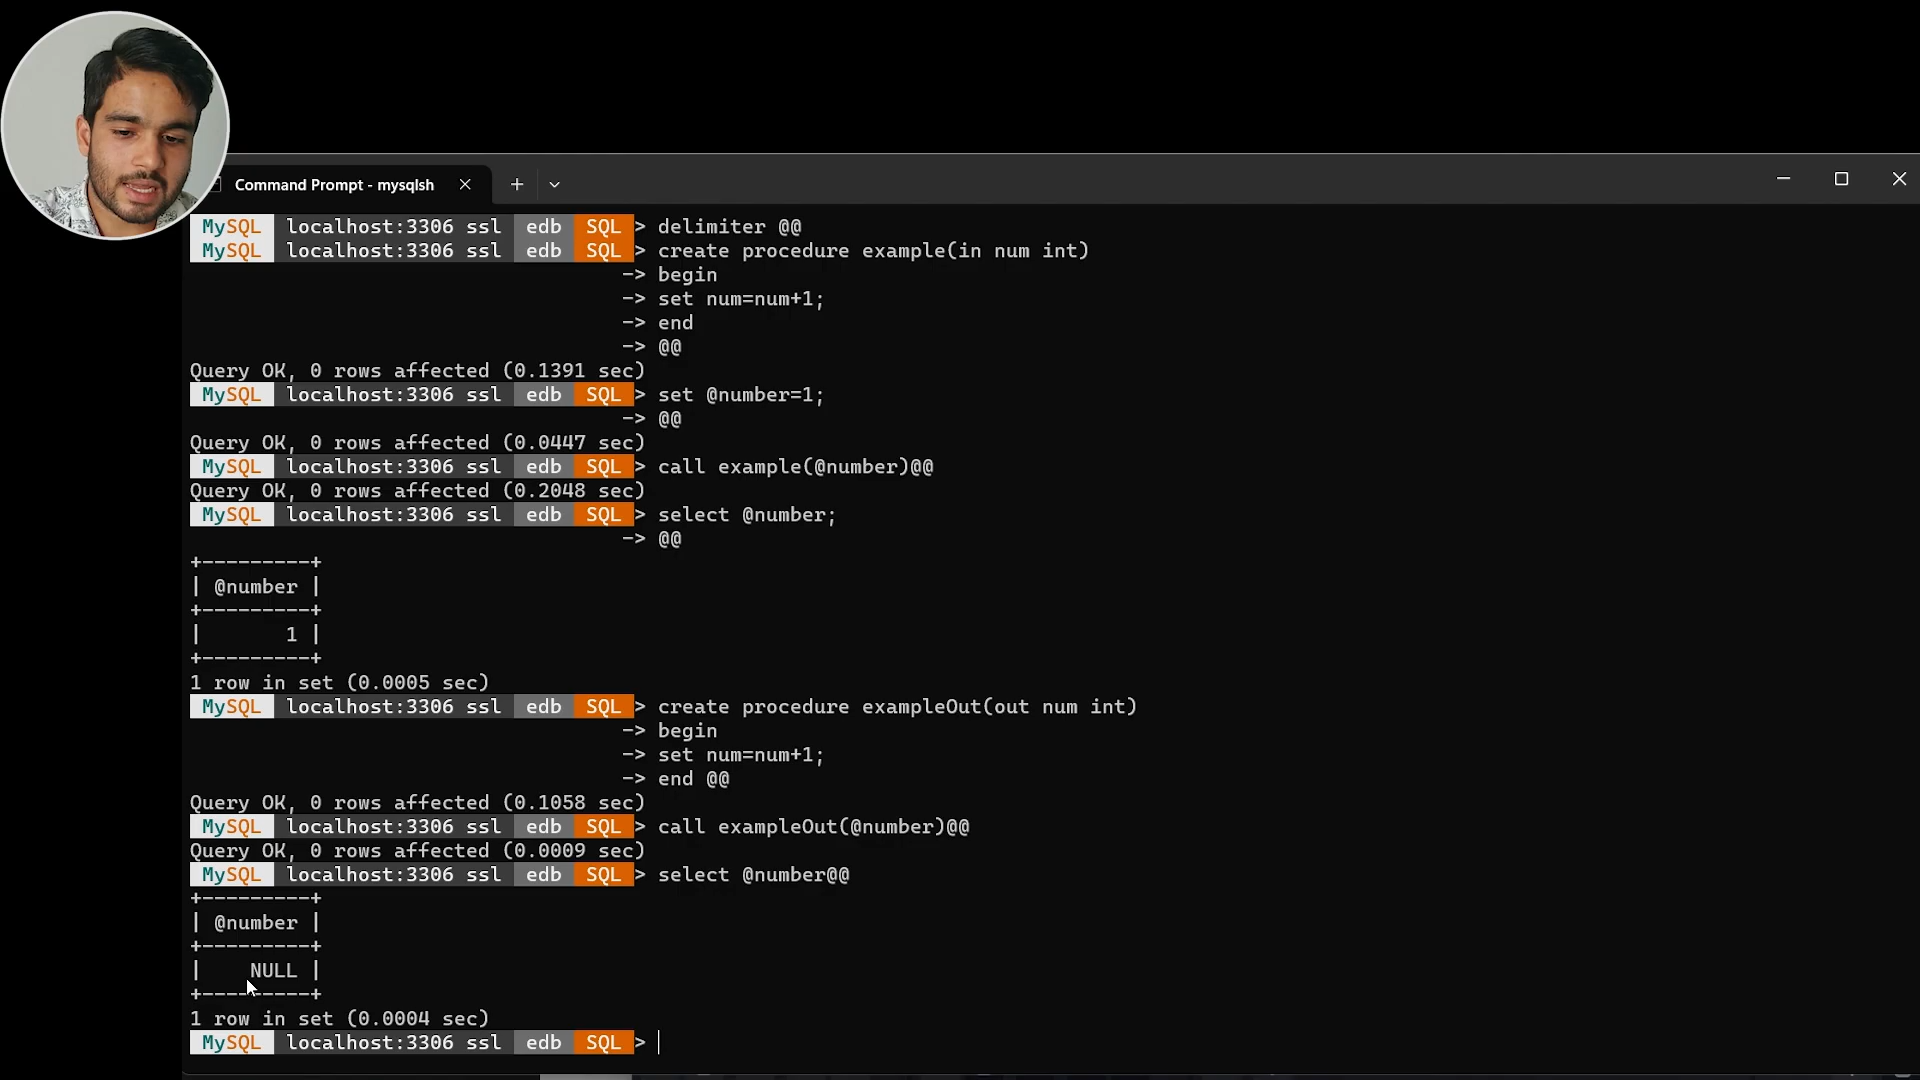 Command Prompt - mysqlsh
MySQL localhost:3306 ssl edb SQL > delimiter @@
MySQL localhost:3306 ssl edb SQL > create procedure example(in num int)
-> begin
-> set num=num+1;
-> end
-> @@
Query OK, 0 rows affected (0.1391 sec)
MySQL localhost:3306 ssl edb SQL > set @number=1;
-> @@
Query OK, 0 rows affected (0.0447 sec)
MySQL localhost:3306 ssl edb SQL > call example(@number)@@
Query OK, 0 rows affected (0.2048 sec)
MySQL localhost:3306 ssl edb SQL > select @number;
-> @@
+---------+
| @number |
+---------+
|       1 |
+---------+
1 row in set (0.0005 sec)
MySQL localhost:3306 ssl edb SQL > create procedure exampleOut(out num int)
-> begin
-> set num=num+1;
-> end @@
Query OK, 0 rows affected (0.1058 sec)
MySQL localhost:3306 ssl edb SQL > call exampleOut(@number)@@
Query OK, 0 rows affected (0.0009 sec)
MySQL localhost:3306 ssl edb SQL > select @number@@
+---------+
| @number |
+---------+
|    NULL |
+---------+
1 row in set (0.0004 sec)
MySQL localhost:3306 ssl edb SQL >